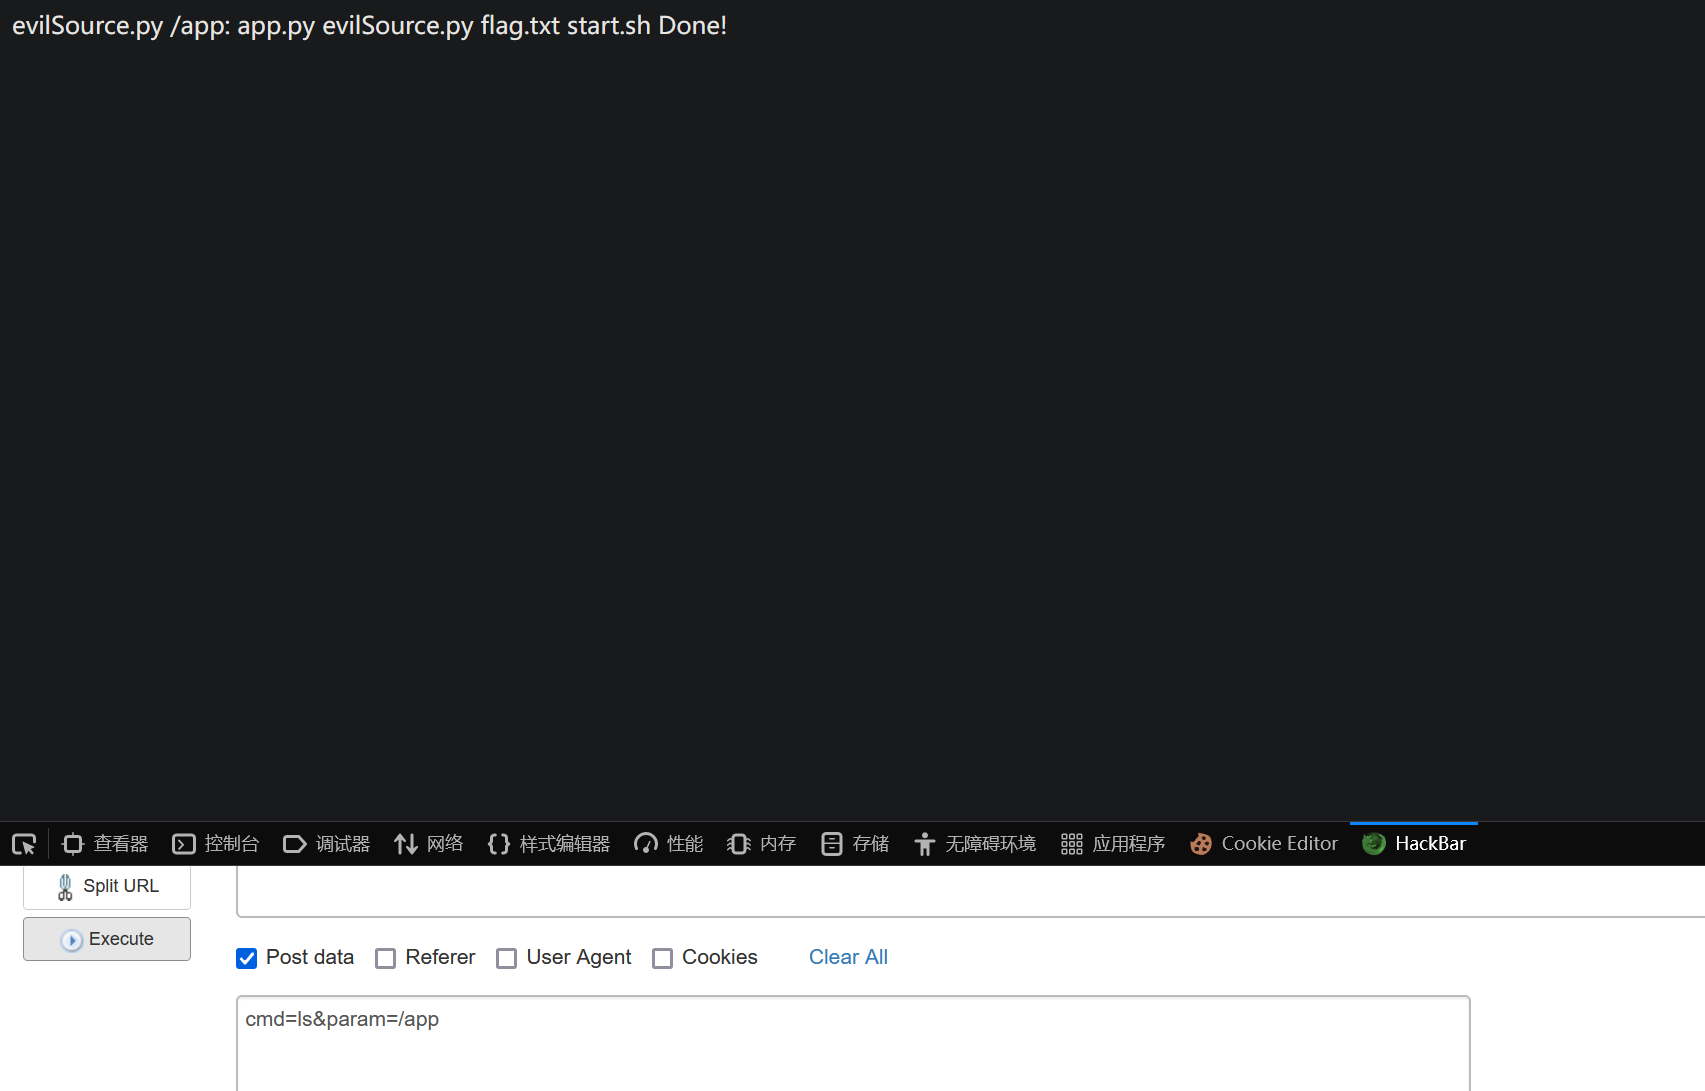 evilSource.py /app: app.py evilSource.py flag.txt start.sh Done!
查看器 控制台 调试器 网络 样式编辑器 性能 内存 存储 无障碍环境 应用程序 Cookie Editor HackBar
Split URL
Execute
Post data Referer User Agent Cookies Clear All
cmd=ls&param=/app